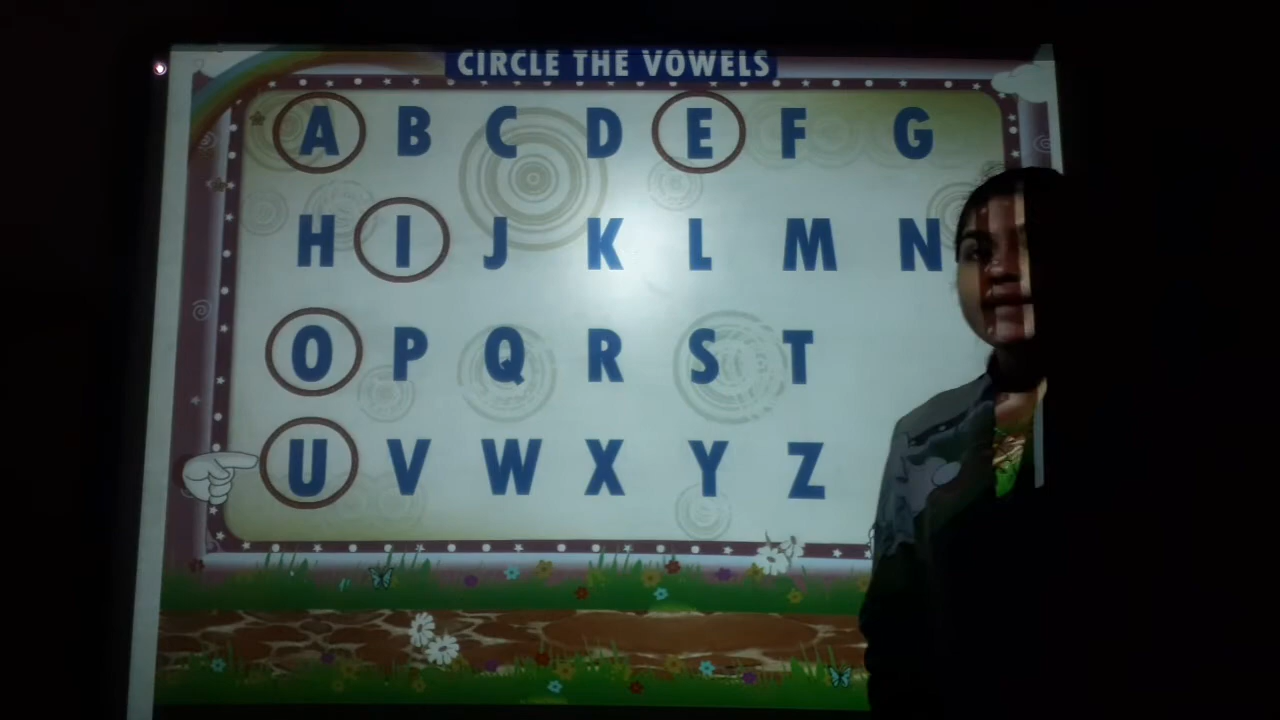 CIRCLE THE VOWELS
A B C D E F G
H I J K L M N
O P Q R S T
U V W X Y Z